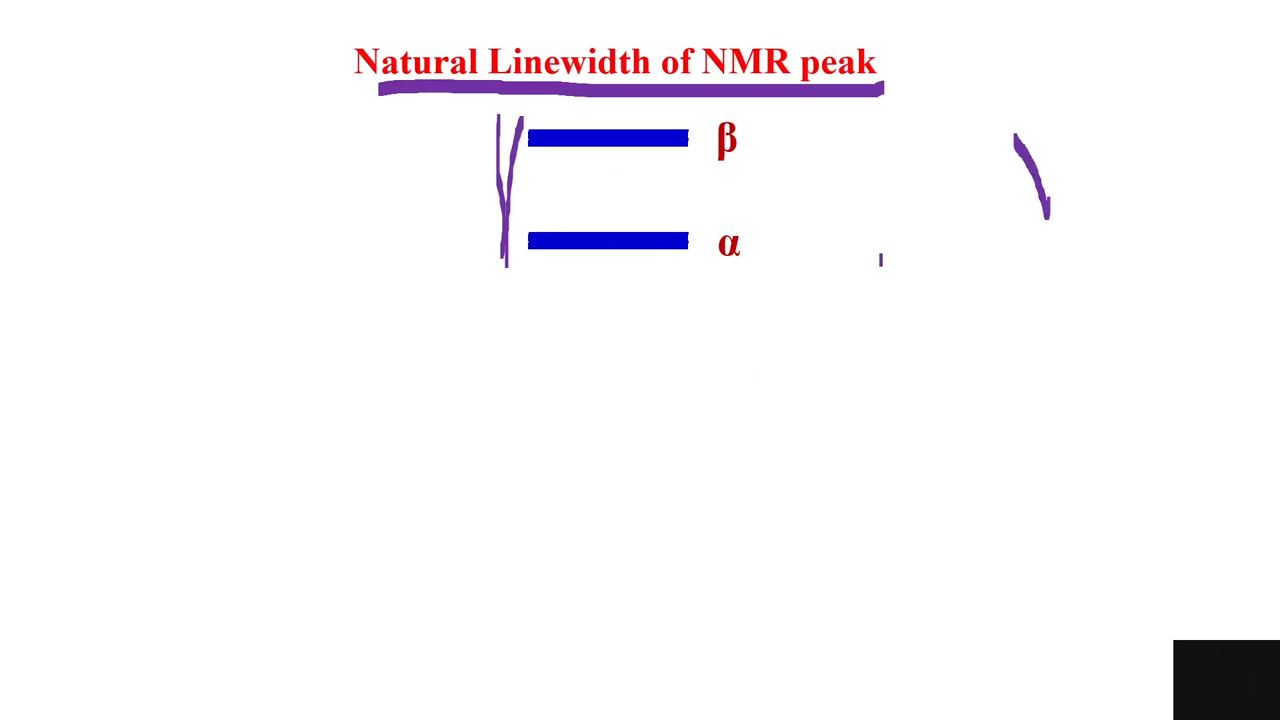 Natural Linewidth of NMR peak
β
α